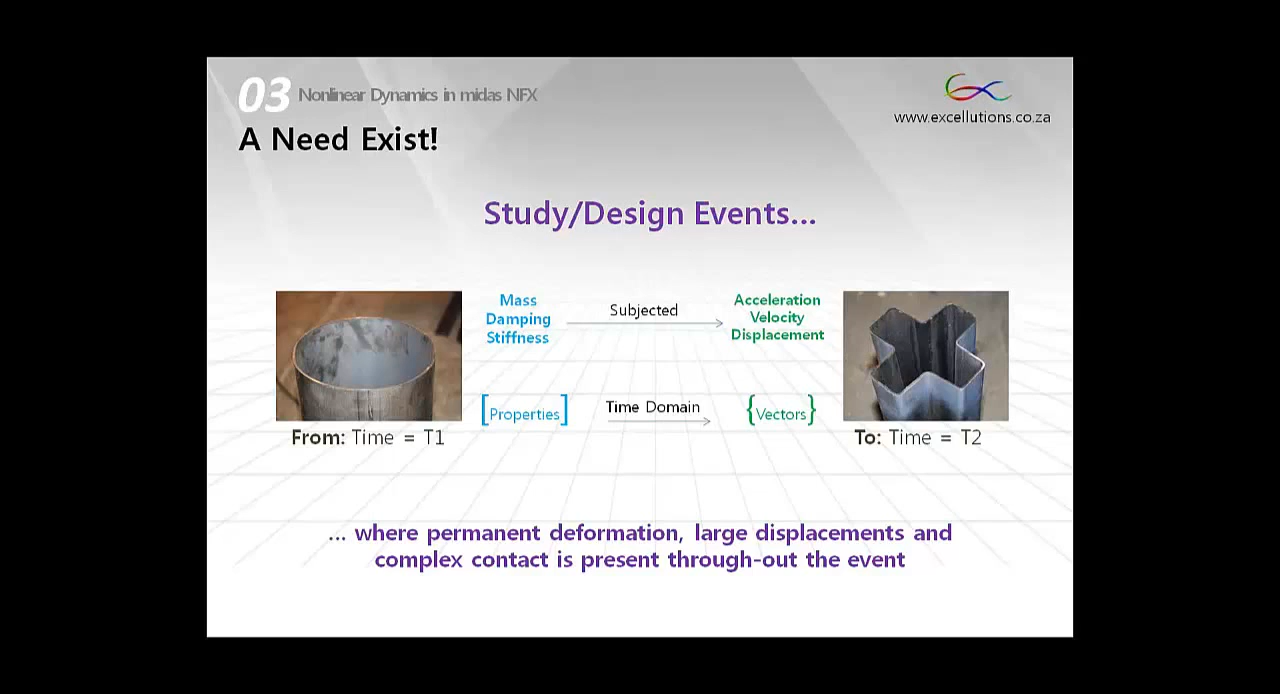 03 Nonlinear Dynamics in midas NFX
www.excellutions.co.za
A Need Exist!
Study/Design Events...
Mass
Damping
Stiffness
Subjected
Acceleration
Velocity
Displacement
[Properties]
Time Domain
{Vectors}
From: Time = T1
To: Time = T2
... where permanent deformation, large displacements and
complex contact is present through-out the event